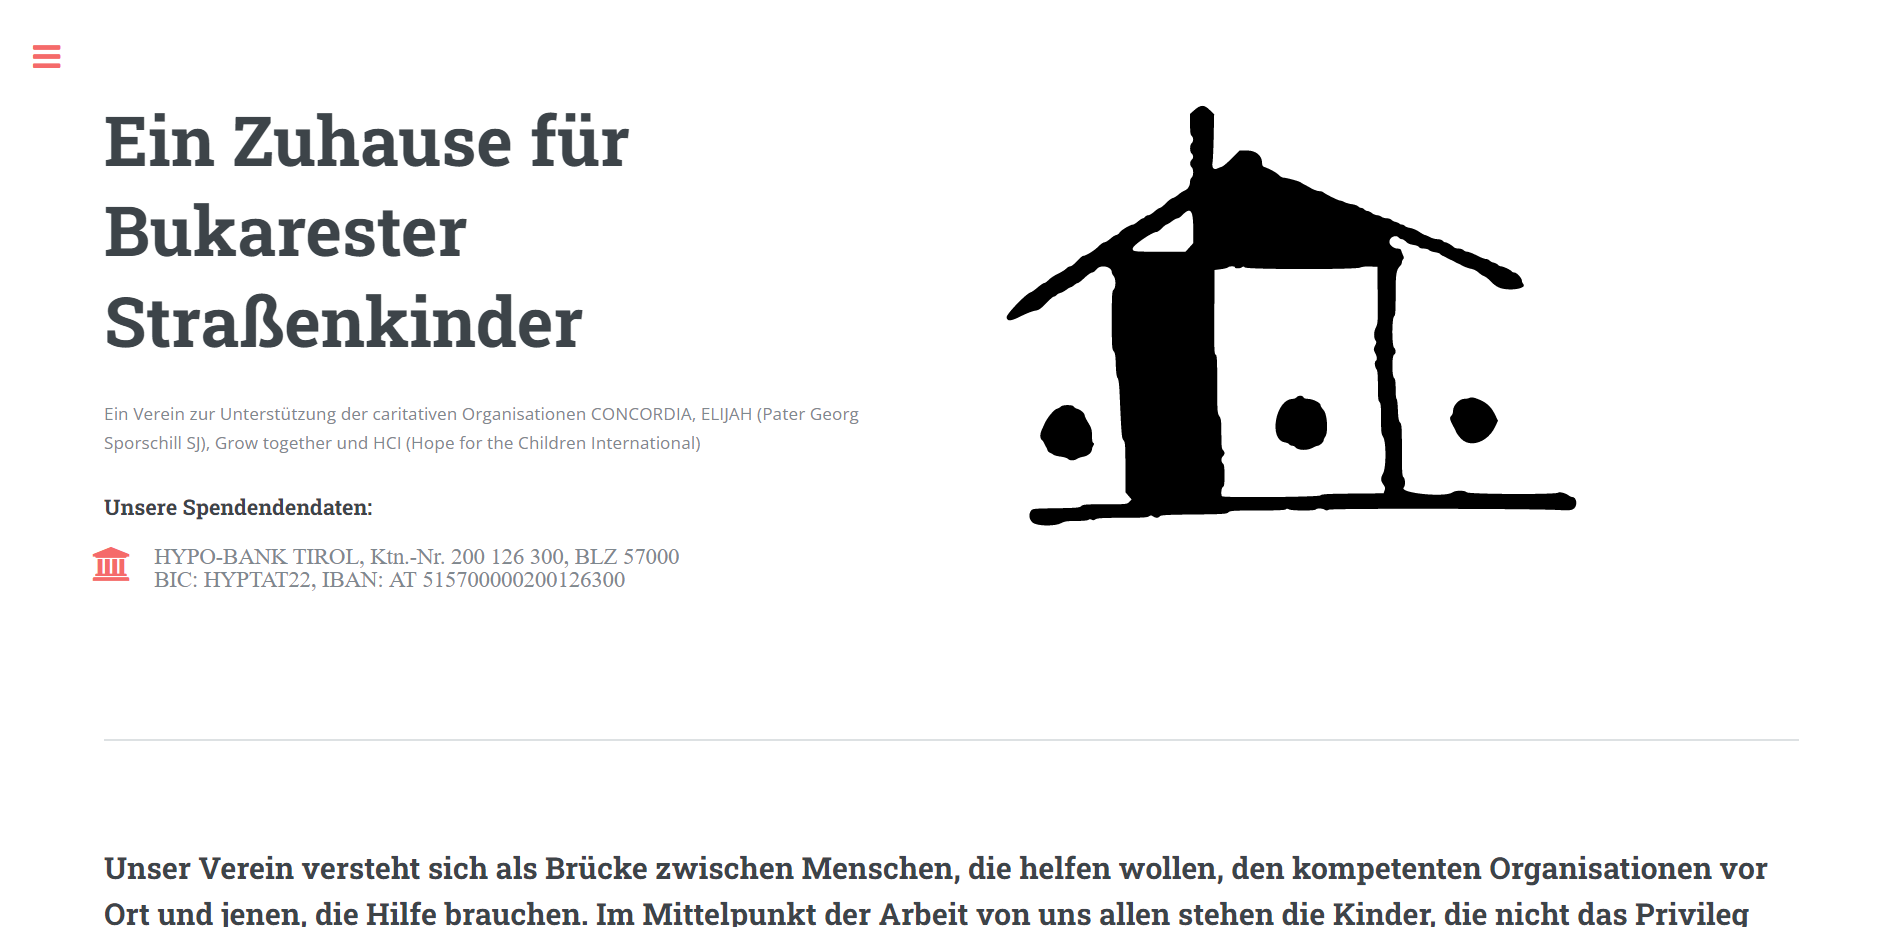 Ein Zuhause für
Bukarester
Straßenkinder
Ein Verein zur Unterstützung der caritativen Organisationen CONCORDIA, ELIJAH (Pater Georg
Sporschill SJ), Grow together und HCI (Hope for the Children International)
Unsere Spendendendaten:
HYPO-BANK TIROL, Ktn.-Nr. 200 126 300, BLZ 57000
BIC: HYPTAT22, IBAN: AT 515700000200126300
Unser Verein versteht sich als Brücke zwischen Menschen, die helfen wollen, den kompetenten Organisationen vor
Ort und jenen, die Hilfe brauchen. Im Mittelpunkt der Arbeit von uns allen stehen die Kinder, die nicht das Privileg